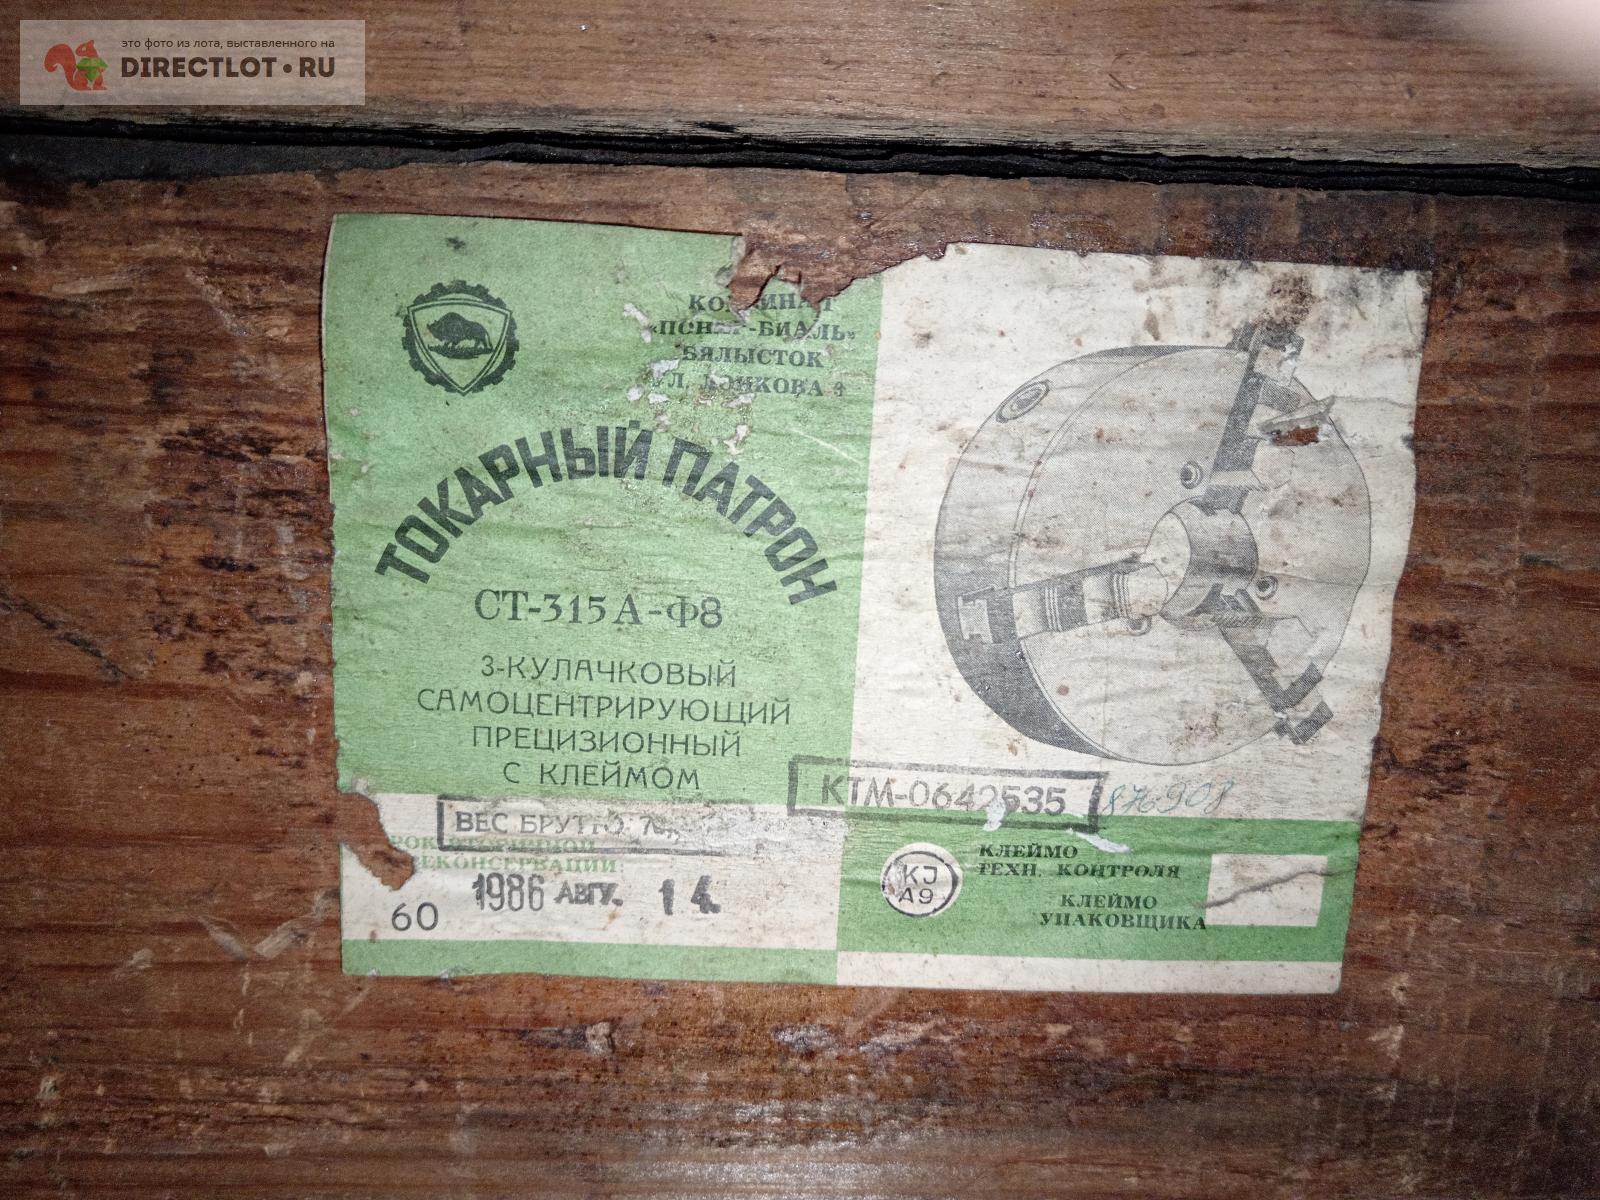 это фото из лота, выставленного на
DIRECTLOT.RU
БЯЛЫСТОК
ТОКАРНЫЙ ПАТРОН
СТ-315А-Ф8
3-КУЛАЧКОВЫЙ
САМОЦЕНТРИРУЮЩИЙ
ПРЕЦИЗИОННЫЙ
С КЛЕЙМОМ
КТМ-0642535
876908
ВЕС БРУТТО
1986 АВГУ. 14.
60
KJ
A9
КЛЕЙМО
ТЕХН. КОНТРОЛЯ
КЛЕЙМО
УПАКОВЩИКА